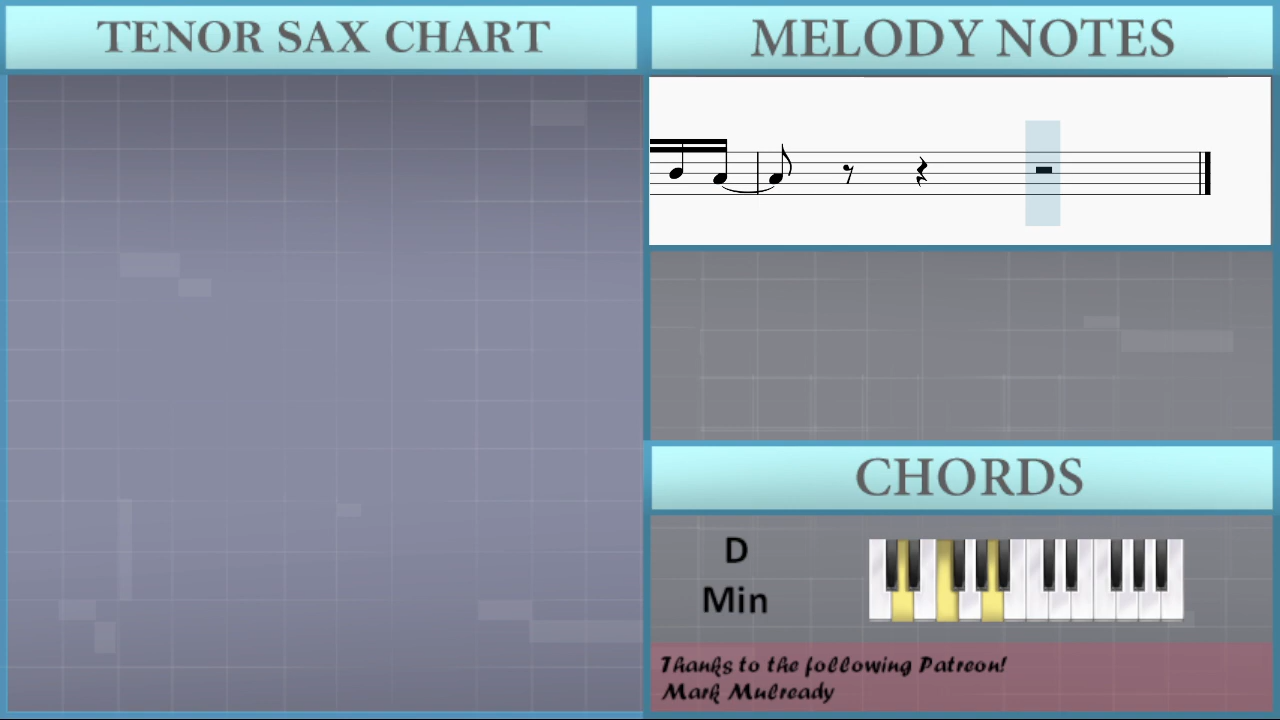 TENOR SAX CHART
MELODY NOTES
CHORDS
D
Min
Thanks to the following Patreon!
Mark Mulready